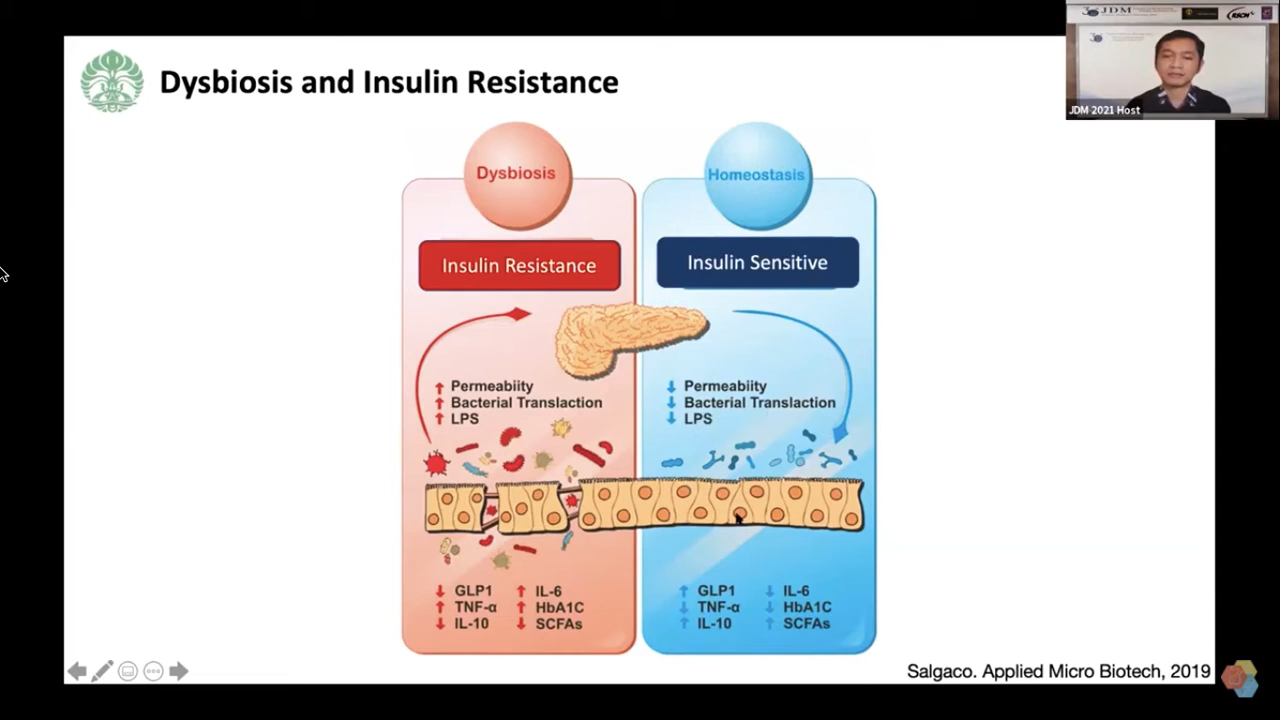 JDM
RSCM
JDM 2021 Host
Dysbiosis and Insulin Resistance
Dysbiosis
Homeostasis
Insulin Resistance
Insulin Sensitive
↑ Permeabiity
↑ Bacterial Translaction
↑ LPS
↓ Permeabiity
↓ Bacterial Translaction
↓ LPS
↓ GLP1 ↑ IL-6
↑ TNF-α ↑ HbA1C
↓ IL-10 ↓ SCFAs
↑ GLP1 ↓ IL-6
↓ TNF-α ↓ HbA1C
↑ IL-10 ↑ SCFAs
Salgaco. Applied Micro Biotech, 2019